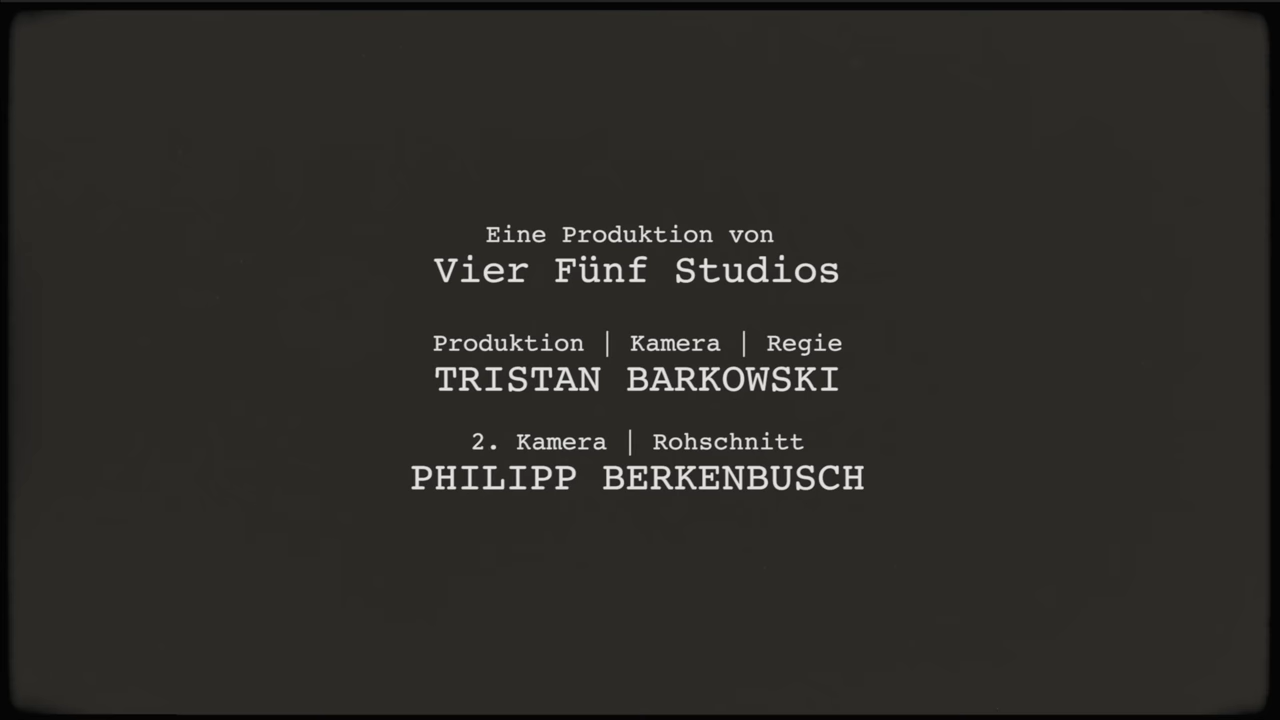 Eine Produktion von
Vier Fünf Studios
Produktion | Kamera | Regie
TRISTAN BARKOWSKI
2. Kamera | Rohschnitt
PHILIPP BERKENBUSCH